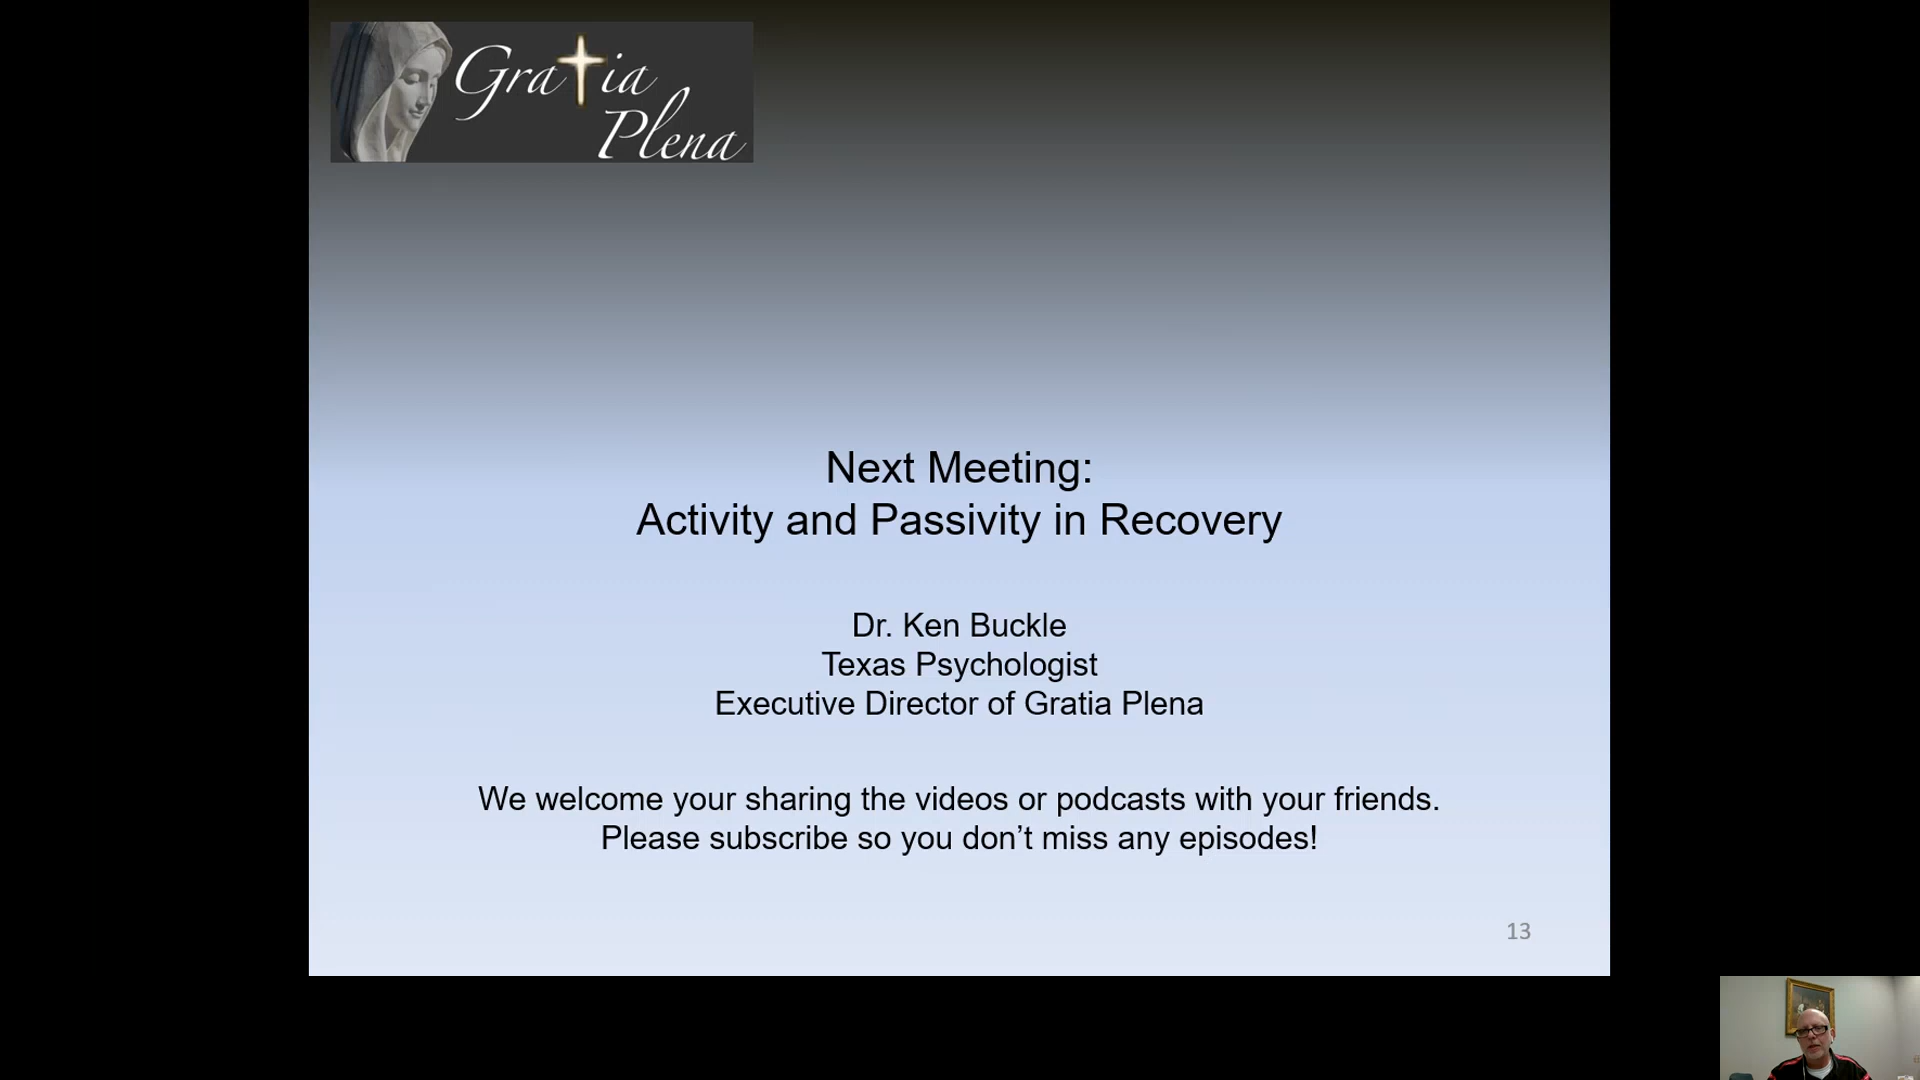 Gratia
Plena
Next Meeting:
Activity and Passivity in Recovery
Dr. Ken Buckle
Texas Psychologist
Executive Director of Gratia Plena
We welcome your sharing the videos or podcasts with your friends.
Please subscribe so you don’t miss any episodes!
13